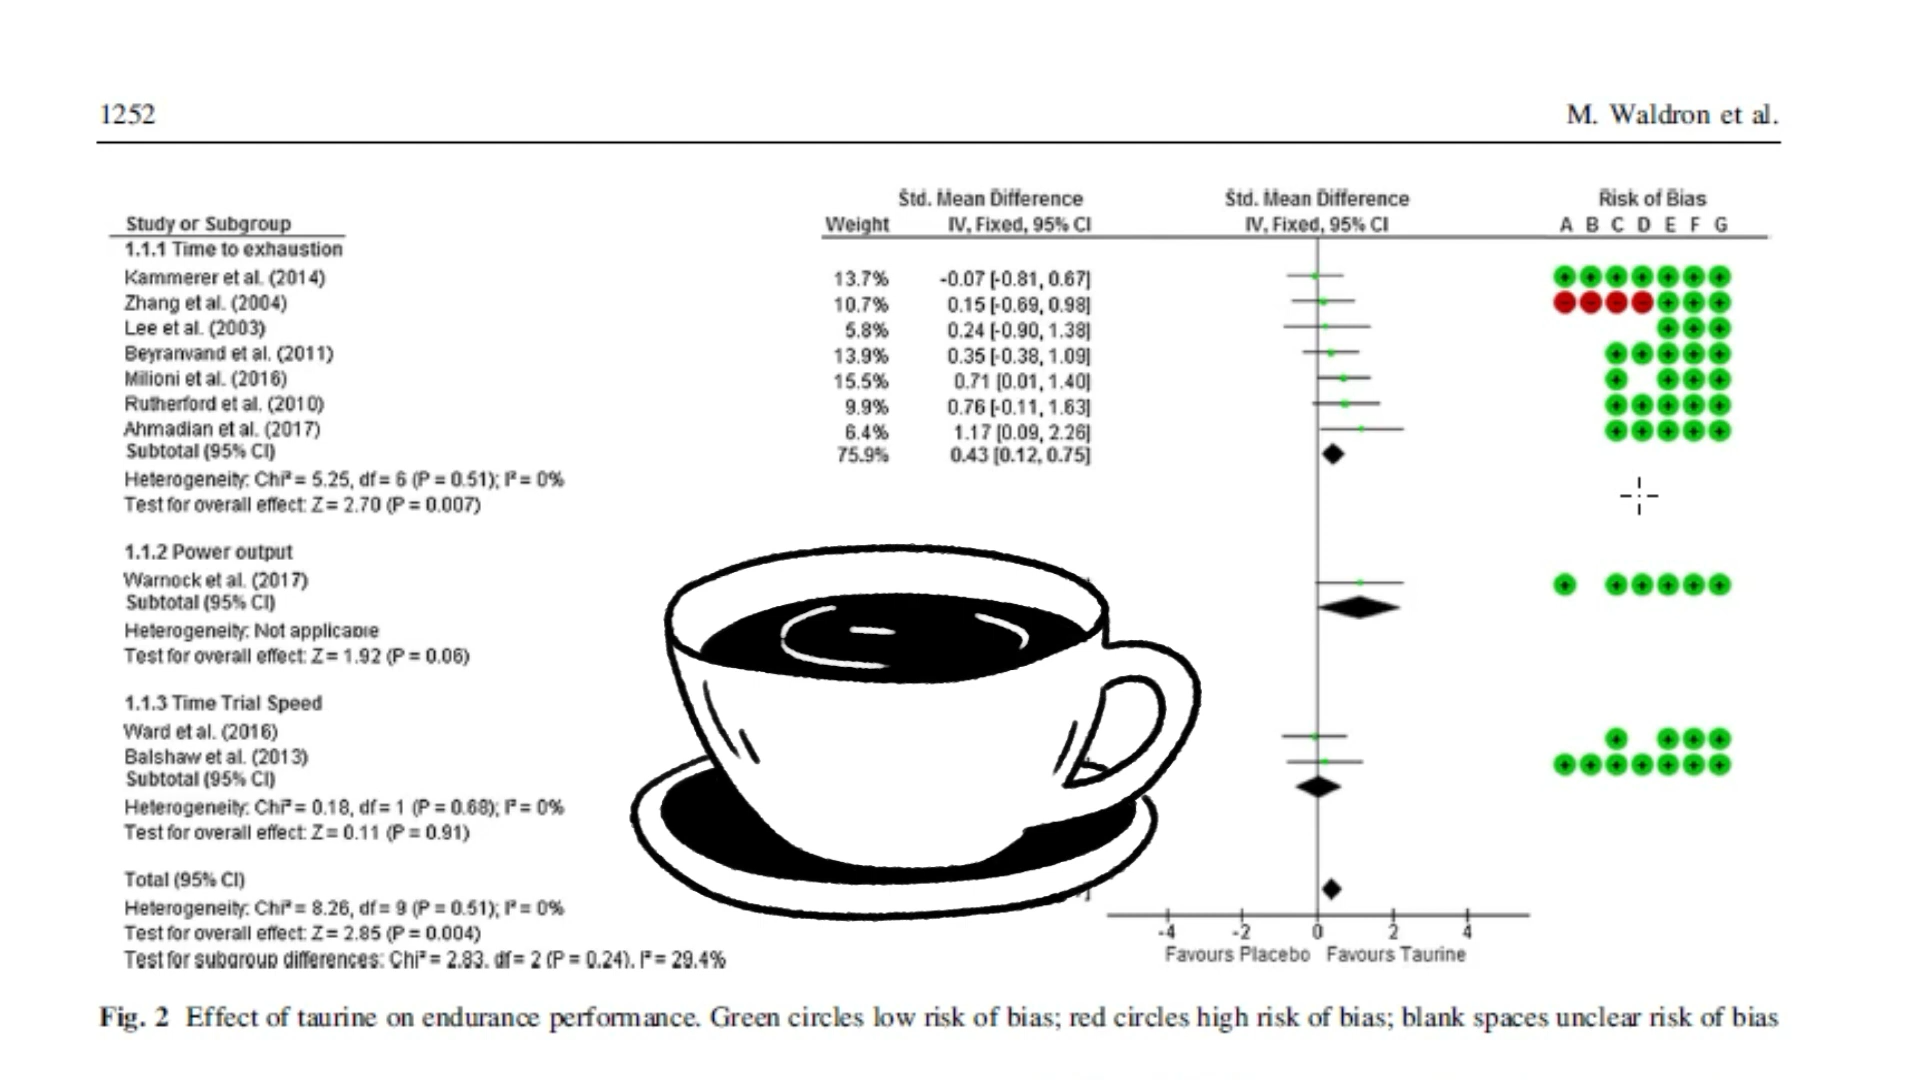 1252 M. Waldron et al.
Std. Mean Difference Std. Mean Difference Risk of Bias
Study or Subgroup Weight IV, Fixed, 95% CI IV, Fixed, 95% CI A B C D E F G
1.1.1 Time to exhaustion
Kammerer et al. (2014) 13.7% -0.07 [-0.81, 0.67]
Zhang et al. (2004) 10.7% 0.15 [-0.69, 0.98]
Lee et al. (2003) 5.8% 0.24 [-0.90, 1.38]
Beyranvand et al. (2011) 13.9% 0.35 [-0.38, 1.09]
Milioni et al. (2016) 15.5% 0.71 [0.01, 1.40]
Rutherford et al. (2010) 9.9% 0.76 [-0.11, 1.63]
Ahmadian et al. (2017) 6.4% 1.17 [0.09, 2.26]
Subtotal (95% CI) 75.9% 0.43 [0.12, 0.75]
Heterogeneity: Chi² = 5.25, df = 6 (P = 0.51); I² = 0%
Test for overall effect: Z = 2.70 (P = 0.007)
1.1.2 Power output
Warnock et al. (2017)
Subtotal (95% CI)
Heterogeneity: Not applicable
Test for overall effect: Z = 1.92 (P = 0.06)
1.1.3 Time Trial Speed
Ward et al. (2016)
Balshaw et al. (2013)
Subtotal (95% CI)
Heterogeneity: Chi² = 0.18, df = 1 (P = 0.68); I² = 0%
Test for overall effect: Z = 0.11 (P = 0.91)
Total (95% CI)
Heterogeneity: Chi² = 8.26, df = 9 (P = 0.51); I² = 0%
Test for overall effect: Z = 2.85 (P = 0.004)
Test for subgroup differences: Chi² = 2.83. df = 2 (P = 0.24). I² = 29.4%
-4 -2 0 2 4
Favours Placebo Favours Taurine
Fig. 2 Effect of taurine on endurance performance. Green circles low risk of bias; red circles high risk of bias; blank spaces unclear risk of bias